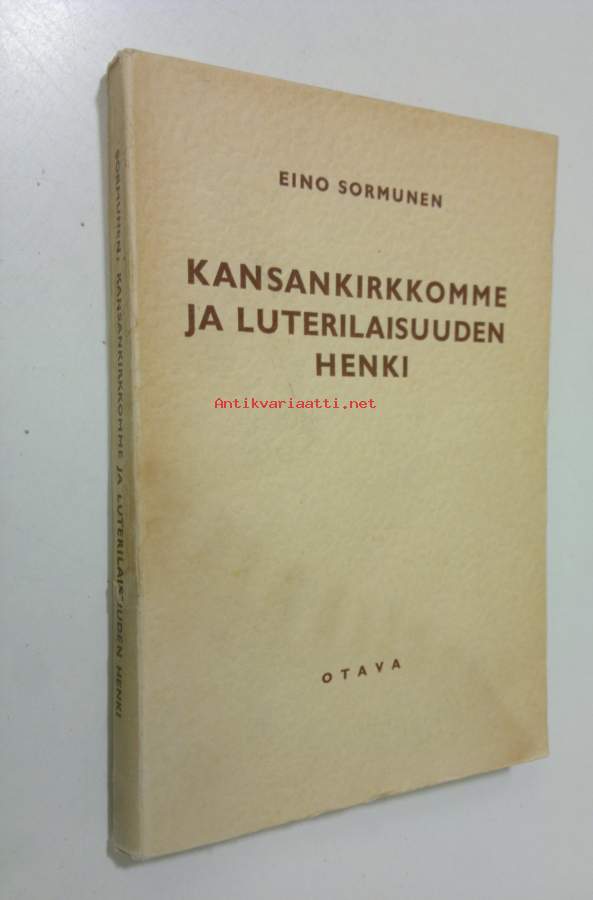 EINO SORMUNEN
KANSANKIRKKOMME
JA LUTERILAISUUDEN
HENKI
Antikvariaatti.net
OTAVA
SORMUNEN: KANSANKIRKKOMME JA LUTERILAISUUDEN HENKI